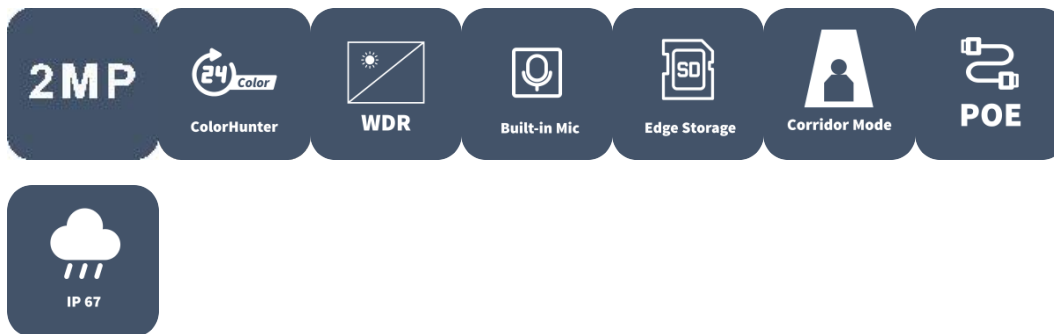 2MP
24 Color
ColorHunter
WDR
Built-in Mic
SD
Edge Storage
Corridor Mode
POE
IP 67